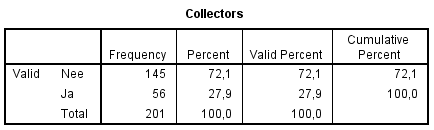 Collectors
Frequency Percent Valid Percent Cumulative Percent
Valid Nee 145 72,1 72,1 72,1
Ja 56 27,9 27,9 100,0
Total 201 100,0 100,0